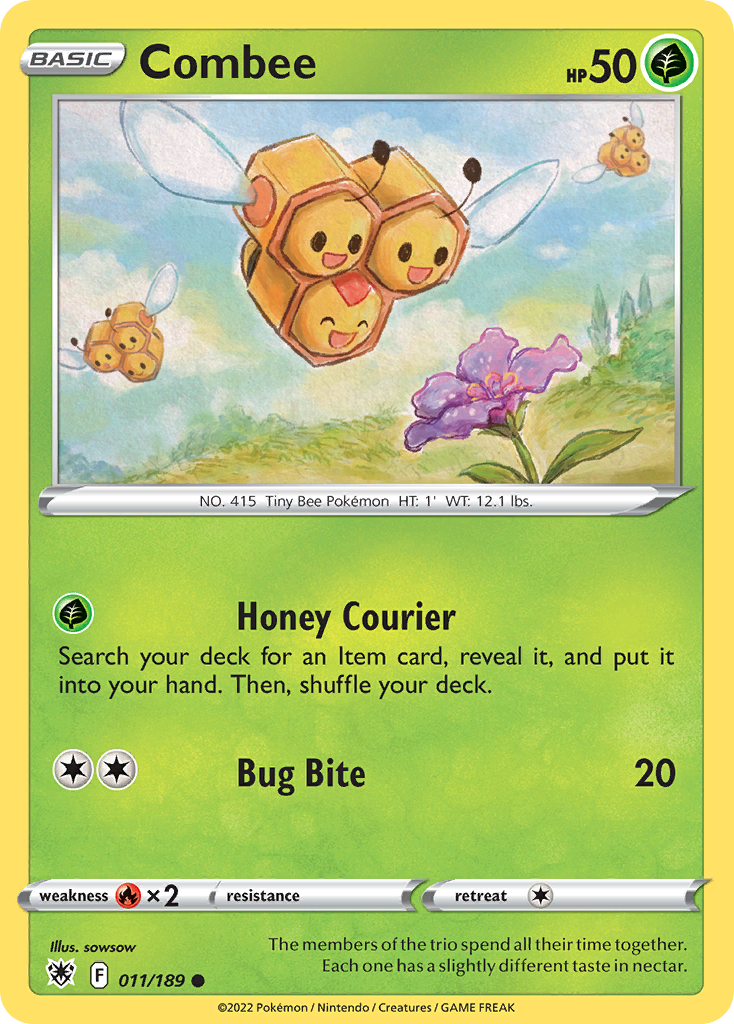 BASIC
Combee
HP 50
NO. 415 Tiny Bee Pokémon HT: 1' WT: 12.1 lbs.
Honey Courier
Search your deck for an Item card, reveal it, and put it
into your hand. Then, shuffle your deck.
Bug Bite 20
weakness ×2 resistance retreat
Illus. sowsow
The members of the trio spend all their time together.
Each one has a slightly different taste in nectar.
F 011/189
©2022 Pokémon / Nintendo / Creatures / GAME FREAK